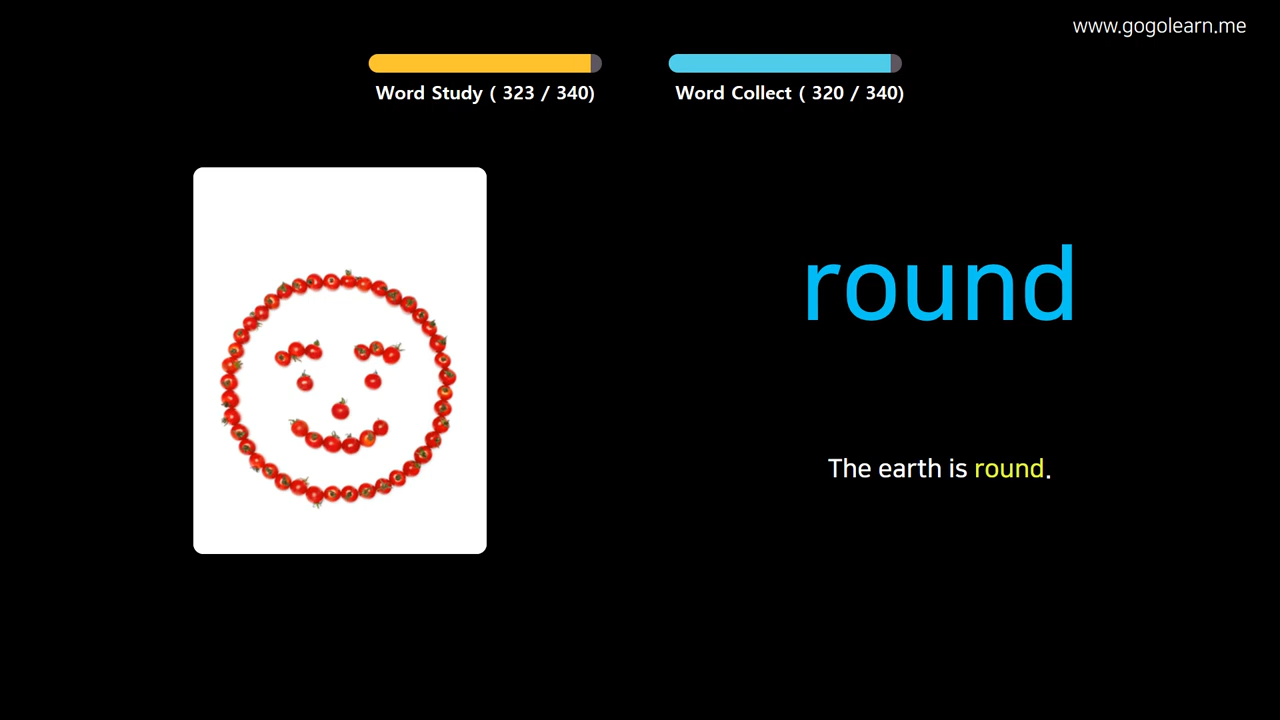 www.gogolearn.me
Word Study ( 323 / 340)
Word Collect ( 320 / 340)
round
The earth is round.